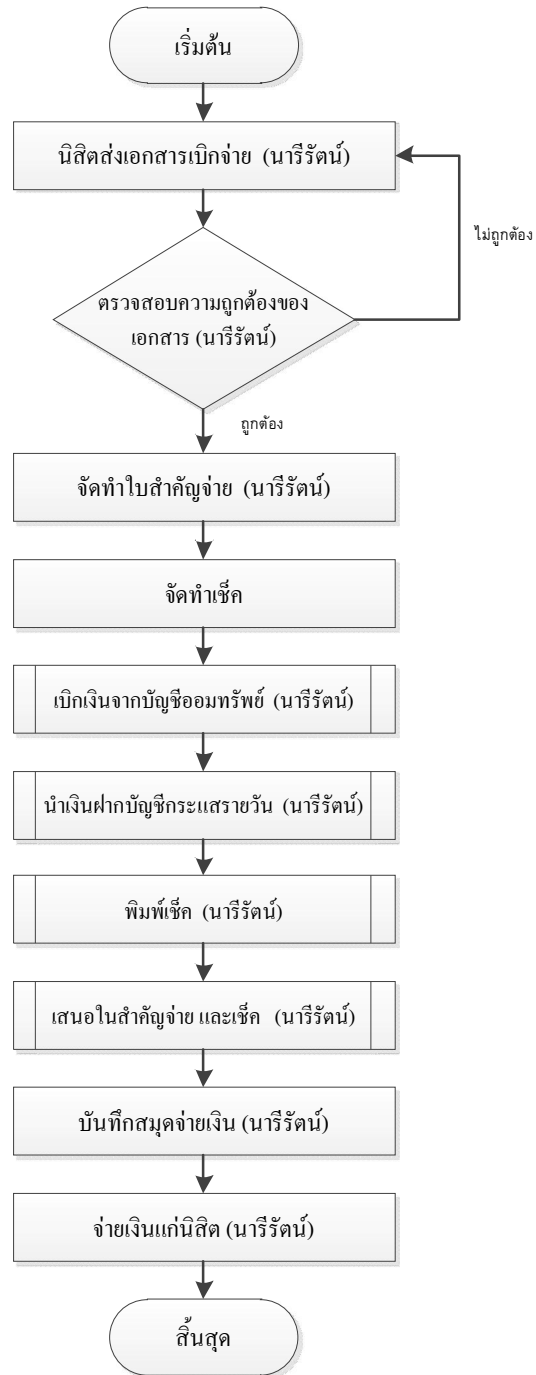 เริ่มต้น
นิสิตส่งเอกสารเบิกจ่าย (นารีรัตน์)
ไม่ถูกต้อง
ตรวจสอบความถูกต้องของ
เอกสาร (นารีรัตน์)
ถูกต้อง
จัดทำใบสำคัญจ่าย (นารีรัตน์)
จัดทำเช็ค
เบิกเงินจากบัญชีออมทรัพย์ (นารีรัตน์)
นำเงินฝากบัญชีกระแสรายวัน (นารีรัตน์)
พิมพ์เช็ค (นารีรัตน์)
เสนอในสำคัญจ่าย และเช็ค (นารีรัตน์)
บันทึกสมุดจ่ายเงิน (นารีรัตน์)
จ่ายเงินแก่นิสิต (นารีรัตน์)
สิ้นสุด